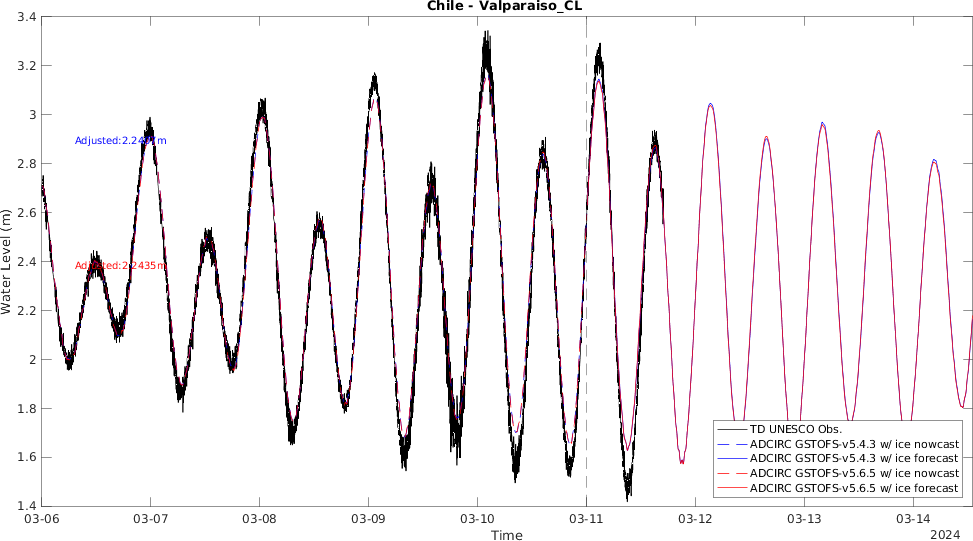 Chile - Valparaiso_CL
3.4
3.2
3
2.8
2.6
2.4
2.2
2
1.8
1.6
1.4
Water Level (m)
Adjusted:2.2435m
TD UNESCO Obs.
ADCIRC GSTOFS-v5.4.3 w/ ice nowcast
ADCIRC GSTOFS-v5.4.3 w/ ice forecast
ADCIRC GSTOFS-v5.6.5 w/ ice nowcast
ADCIRC GSTOFS-v5.6.5 w/ ice forecast
03-06 03-07 03-08 03-09 03-10 03-11 03-12 03-13 03-14
Time
2024